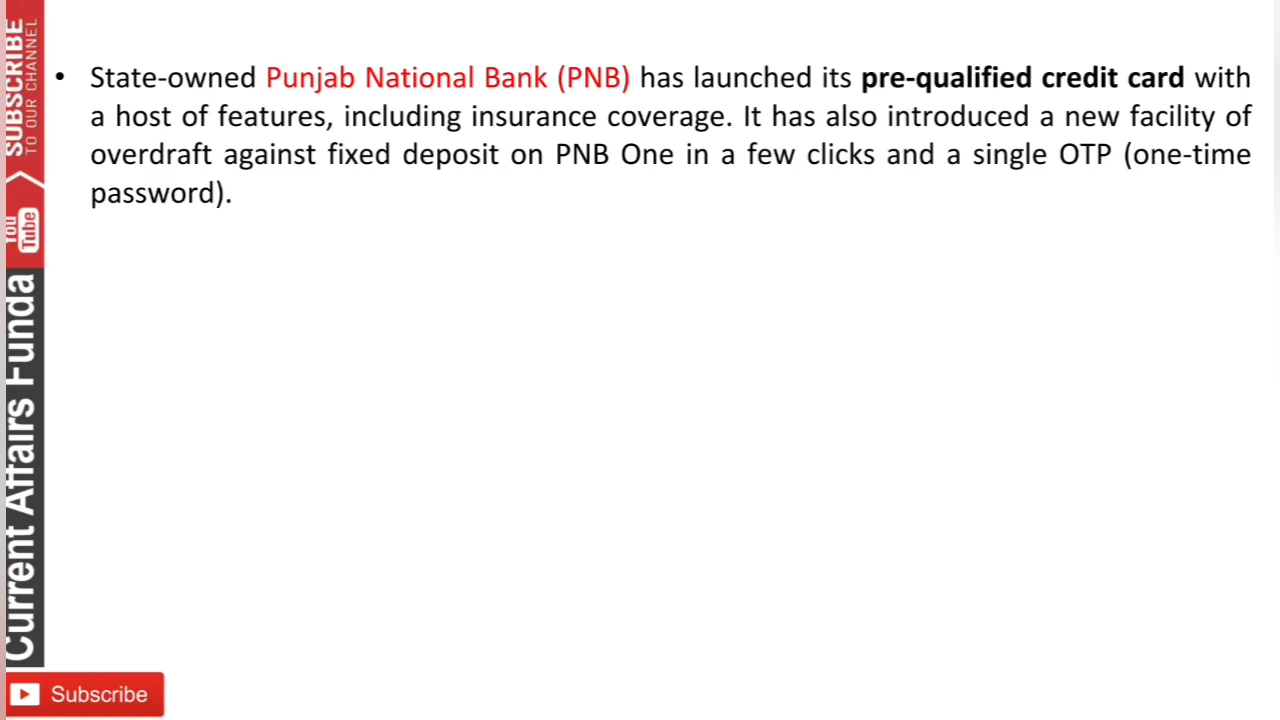 • State-owned Punjab National Bank (PNB) has launched its pre-qualified credit card with
a host of features, including insurance coverage. It has also introduced a new facility of
overdraft against fixed deposit on PNB One in a few clicks and a single OTP (one-time
password).
SUBSCRIBE
TO OUR CHANNEL
You
Tube
Current Affairs Funda
Subscribe